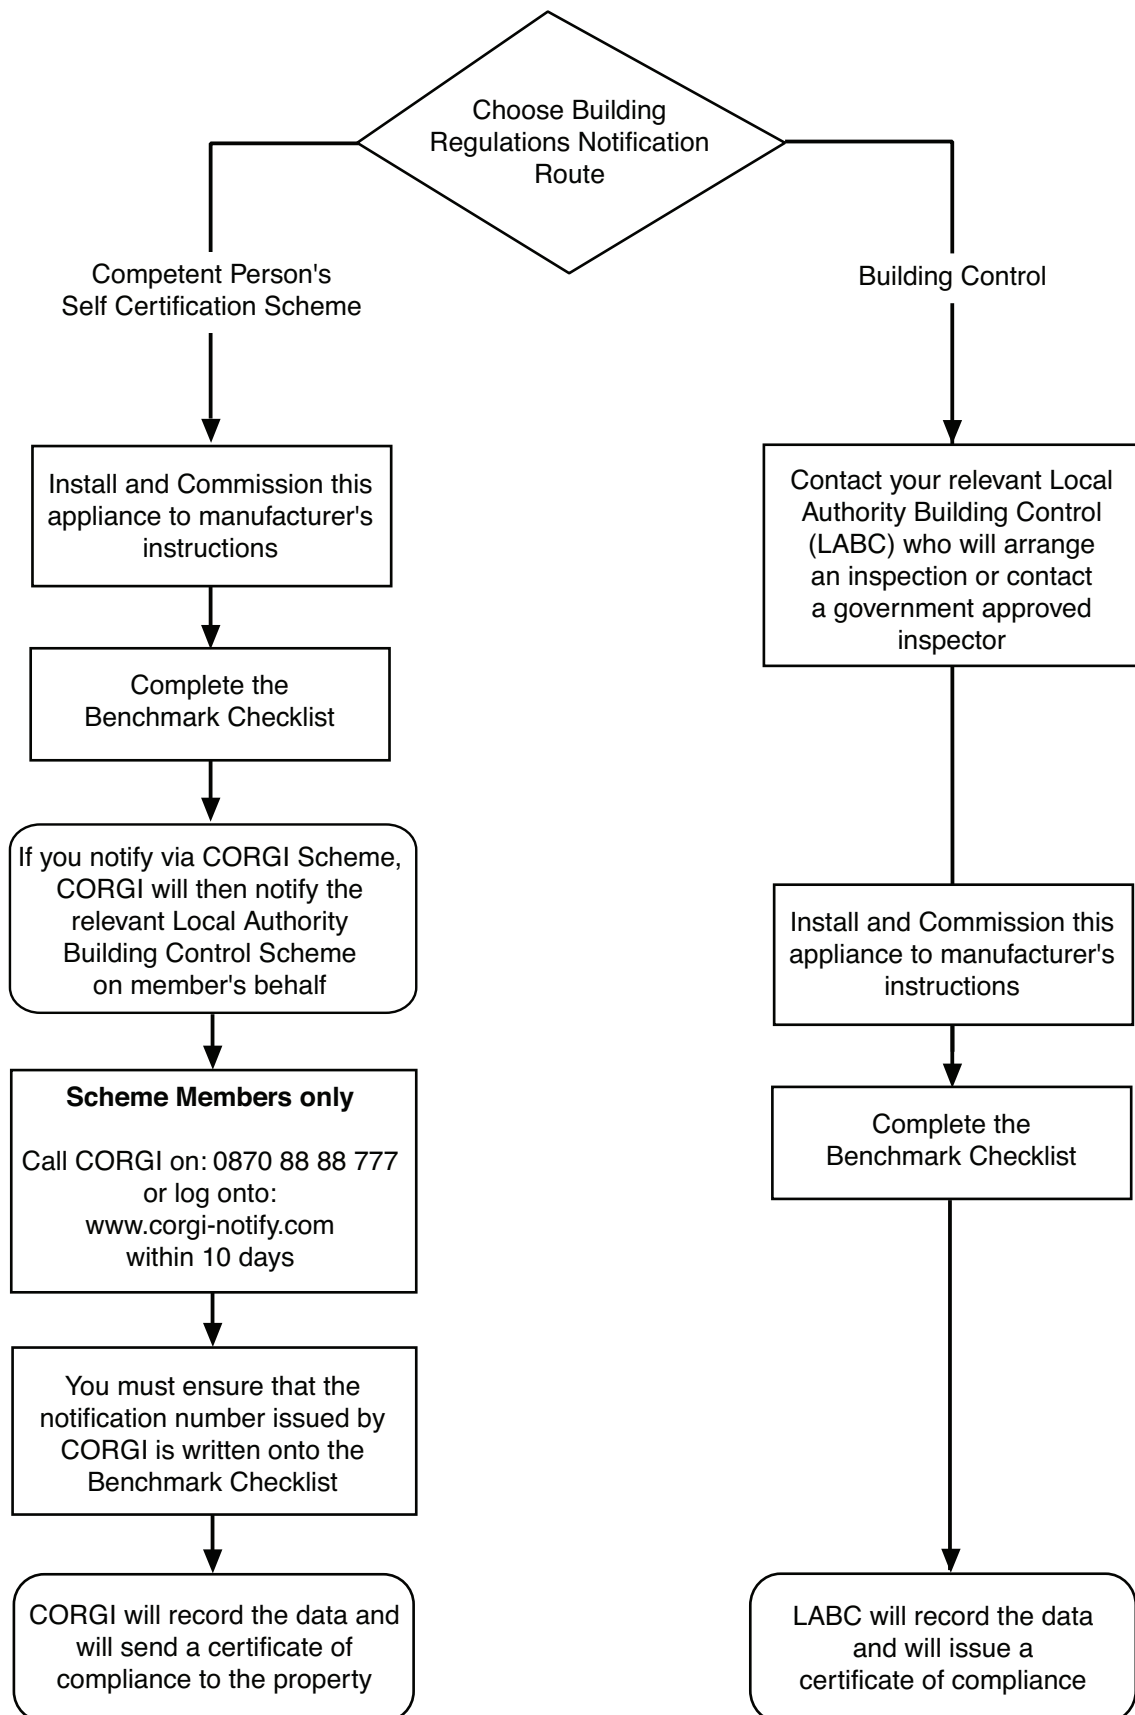 Choose Building
Regulations Notification
Route
Competent Person's
Self Certification Scheme
Building Control
Install and Commission this
appliance to manufacturer's
instructions
Complete the
Benchmark Checklist
If you notify via CORGI Scheme,
CORGI will then notify the
relevant Local Authority
Building Control Scheme
on member's behalf
Scheme Members only
Call CORGI on: 0870 88 88 777
or log onto:
www.corgi-notify.com
within 10 days
You must ensure that the
notification number issued by
CORGI is written onto the
Benchmark Checklist
CORGI will record the data and
will send a certificate of
compliance to the property
Contact your relevant Local
Authority Building Control
(LABC) who will arrange
an inspection or contact
a government approved
inspector
Install and Commission this
appliance to manufacturer's
instructions
Complete the
Benchmark Checklist
LABC will record the data
and will issue a
certificate of compliance